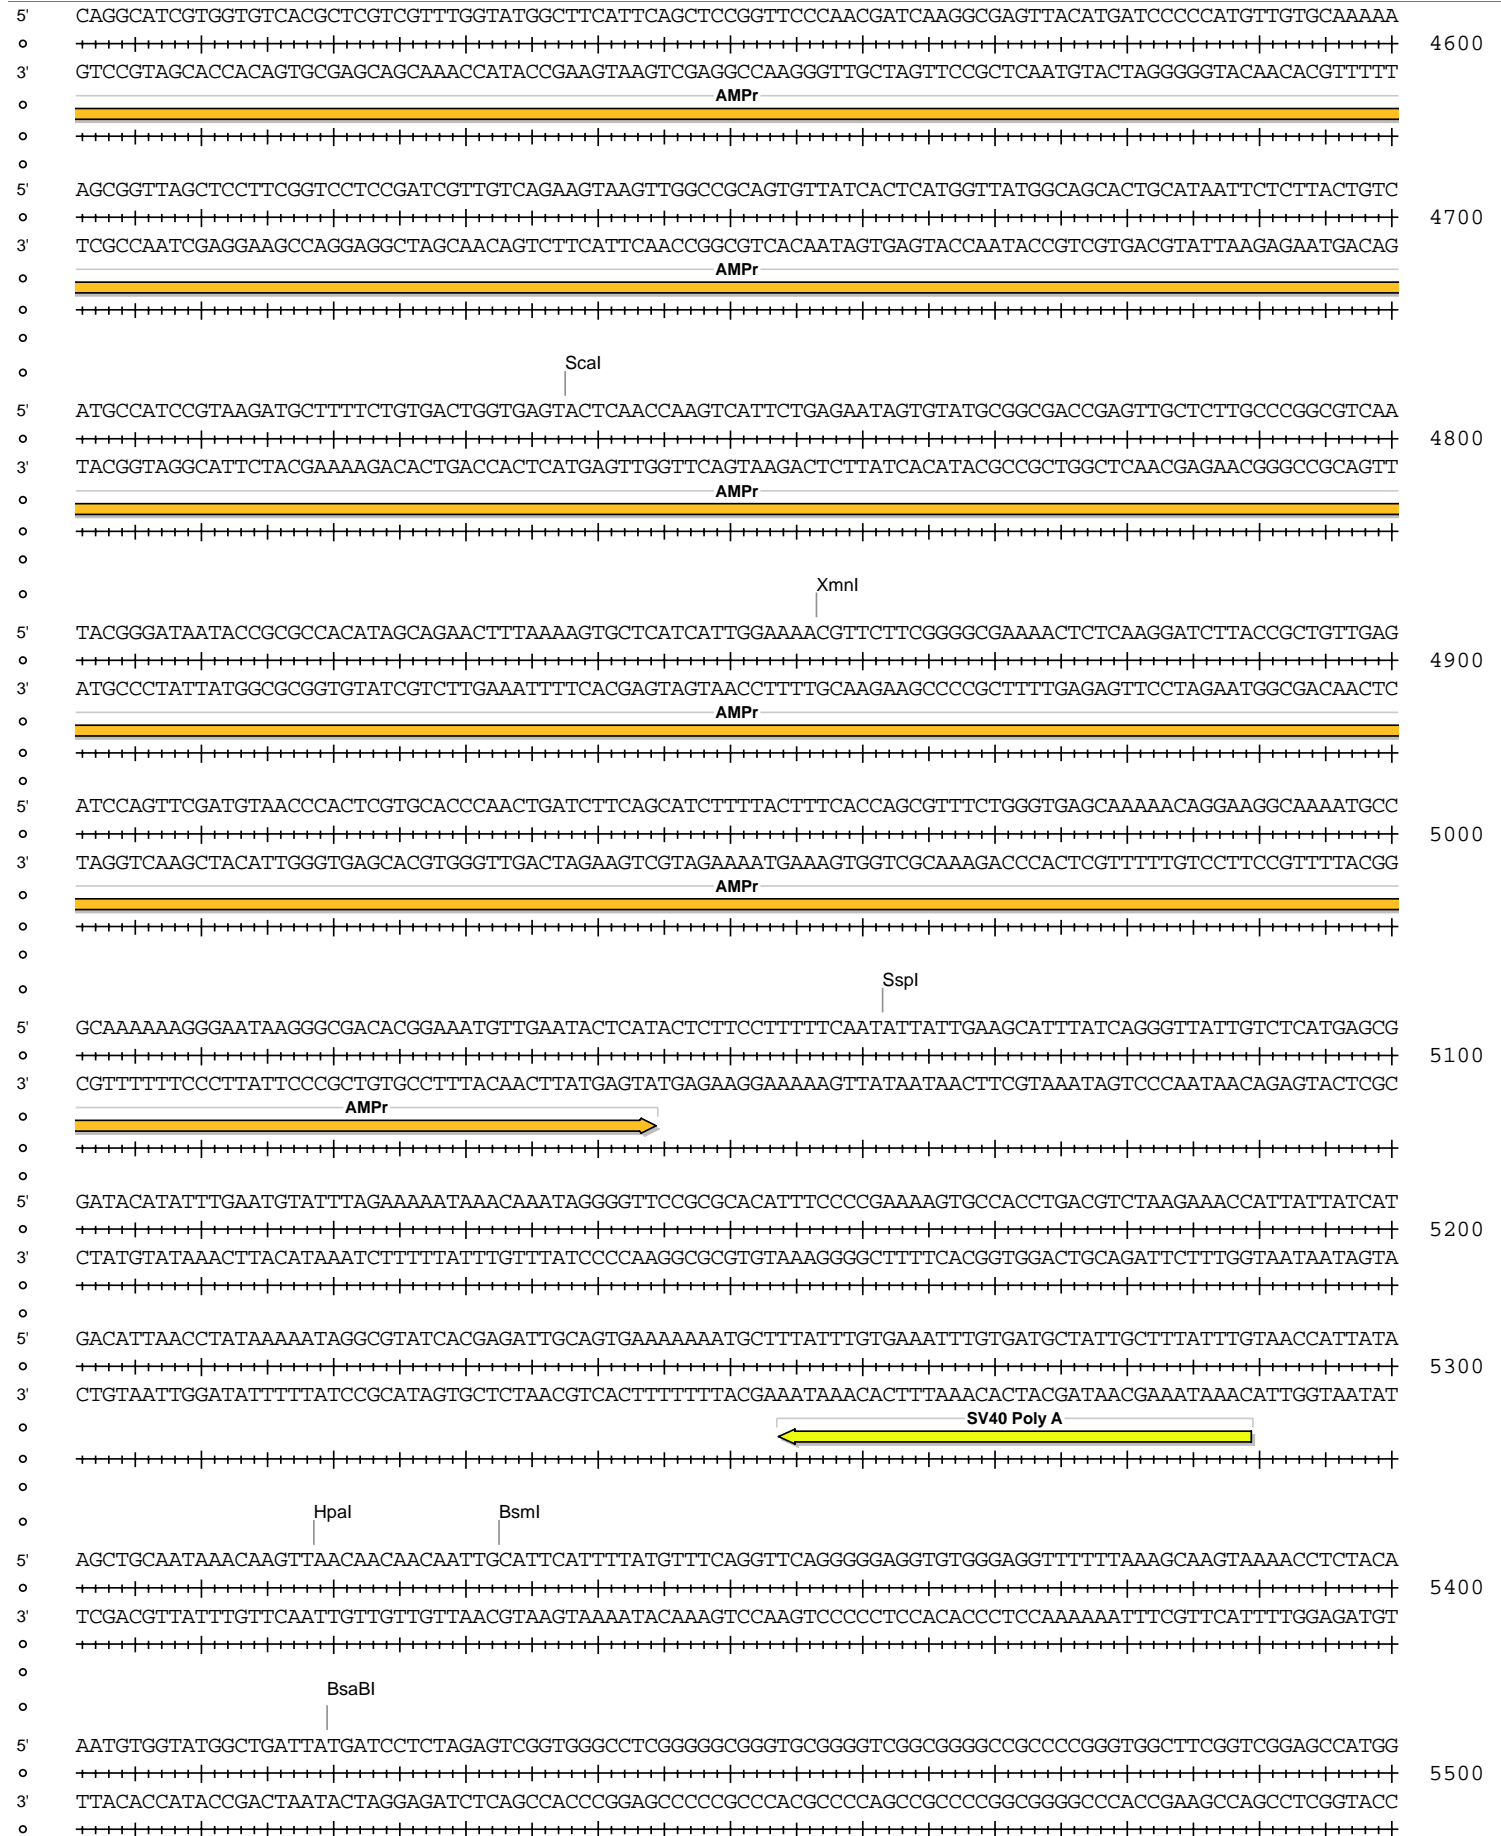 5' CAGGCATCGTGGTGTCACGCTCGTCGTTTGGTATGGCTTCATTCAGCTCCGGTTCCCAACGATCAAGGCGAGTTACATGATCCCCCATGTTGTGCAAAAA
4600
3' GTCCGTAGCACCACAGTGCGAGCAGCAAACCATACCGAAGTAAGTCGAGGCCAAGGGTTGCTAGTTCCGCTCAATGTACTAGGGGGTACAACACGTTTTT
AMPr
5' AGCGGTTAGCTCCTTCGGTCCTCCGATCGTTGTCAGAAGTAAGTTGGCCGCAGTGTTATCACTCATGGTTATGGCAGCACTGCATAATTCTCTTACTGTC
4700
3' TCGCCAATCGAGGAAGCCAGGAGGCTAGCAACAGTCTTCATTCAACCGGCGTCACAATAGTGAGTACCAATACCGTCGTGACGTATTAAGAGAATGACAG
AMPr
ScaI
5' ATGCCATCCGTAAGATGCTTTTCTGTGACTGGTGAGTACTCAACCAAGTCATTCTGAGAATAGTGTATGCGGCGACCGAGTTGCTCTTGCCCGGCGTCAA
4800
3' TACGGTAGGCATTCTACGAAAAGACACTGACCACTCATGAGTTGGTTCAGTAAGACTCTTATCACATACGCCGCTGGCTCAACGAGAACGGGCCGCAGTT
AMPr
XmnI
5' TACGGGATAATACCGCGCCACATAGCAGAACTTTAAAAGTGCTCATCATTGGAAAACGTTCTTCGGGGCGAAAACTCTCAAGGATCTTACCGCTGTTGAG
4900
3' ATGCCCTATTATGGCGCGGTGTATCGTCTTGAAATTTTCACGAGTAGTAACCTTTTGCAAGAAGCCCCGCTTTTGAGAGTTCCTAGAATGGCGACAACTC
AMPr
5' ATCCAGTTCGATGTAACCCACTCGTGCACCCAACTGATCTTCAGCATCTTTTACTTTCACCAGCGTTTCTGGGTGAGCAAAAACAGGAAGGCAAAATGCC
5000
3' TAGGTCAAGCTACATTGGGTGAGCACGTGGGTTGACTAGAAGTCGTAGAAAATGAAAGTGGTCGCAAAGACCCACTCGTTTTTGTCCTTCCGTTTTACGG
AMPr
SspI
5' GCAAAAAAGGGAATAAGGGCGACACGGAAATGTTGAATACTCATACTCTTCCTTTTTCAATATTATTGAAGCATTTATCAGGGTTATTGTCTCATGAGCG
5100
3' CGTTTTTTCCCTTATTCCCGCTGTGCCTTTACAACTTATGAGTATGAGAAGGAAAAAGTTATAATAACTTCGTAAATAGTCCCAATAACAGAGTACTCGC
AMPr
5' GATACATATTTGAATGTATTTAGAAAAATAAACAAATAGGGGTTCCGCGCACATTTCCCCGAAAAGTGCCACCTGACGTCTAAGAAACCATTATTATCAT
5200
3' CTATGTATAAACTTACATAAATCTTTTTATTTGTTTATCCCCAAGGCGCGTGTAAAGGGGCTTTTCACGGTGGACTGCAGATTCTTTGGTAATAATAGTA
5' GACATTAACCTATAAAAATAGGCGTATCACGAGATTGCAGTGAAAAAAATGCTTTATTTGTGAAATTTGTGATGCTATTGCTTTATTTGTAACCATTATA
5300
3' CTGTAATTGGATATTTTTATCCGCATAGTGCTCTAACGTCACTTTTTTTACGAAATAAACACTTTAAACACTACGATAACGAAATAAACATTGGTAATAT
SV40 Poly A
HpaI BsmI
5' AGCTGCAATAAACAAGTTAACAACAACAATTGCATTCATTTTATGTTTCAGGTTCAGGGGGAGGTGTGGGAGGTTTTTTAAAGCAAGTAAAACCTCTACA
5400
3' TCGACGTTATTTGTTCAATTGTTGTTGTTAACGTAAGTAAAATACAAAGTCCAAGTCCCCCTCCACACCCTCCAAAAAATTTCGTTCATTTTGGAGATGT
BsaBI
5' AATGTGGTATGGCTGATTATGATCCTCTAGAGTCGGTGGGCCTCGGGGGCGGGTGCGGGGTCGGCGGGGCCGCCCCGGGTGGCTTCGGTCGGAGCCATGG
5500
3' TTACACCATACCGACTAATACTAGGAGATCTCAGCCACCCGGAGCCCCCGCCCACGCCCCAGCCGCCCCGGCGGGGCCCACCGAAGCCAGCCTCGGTACC